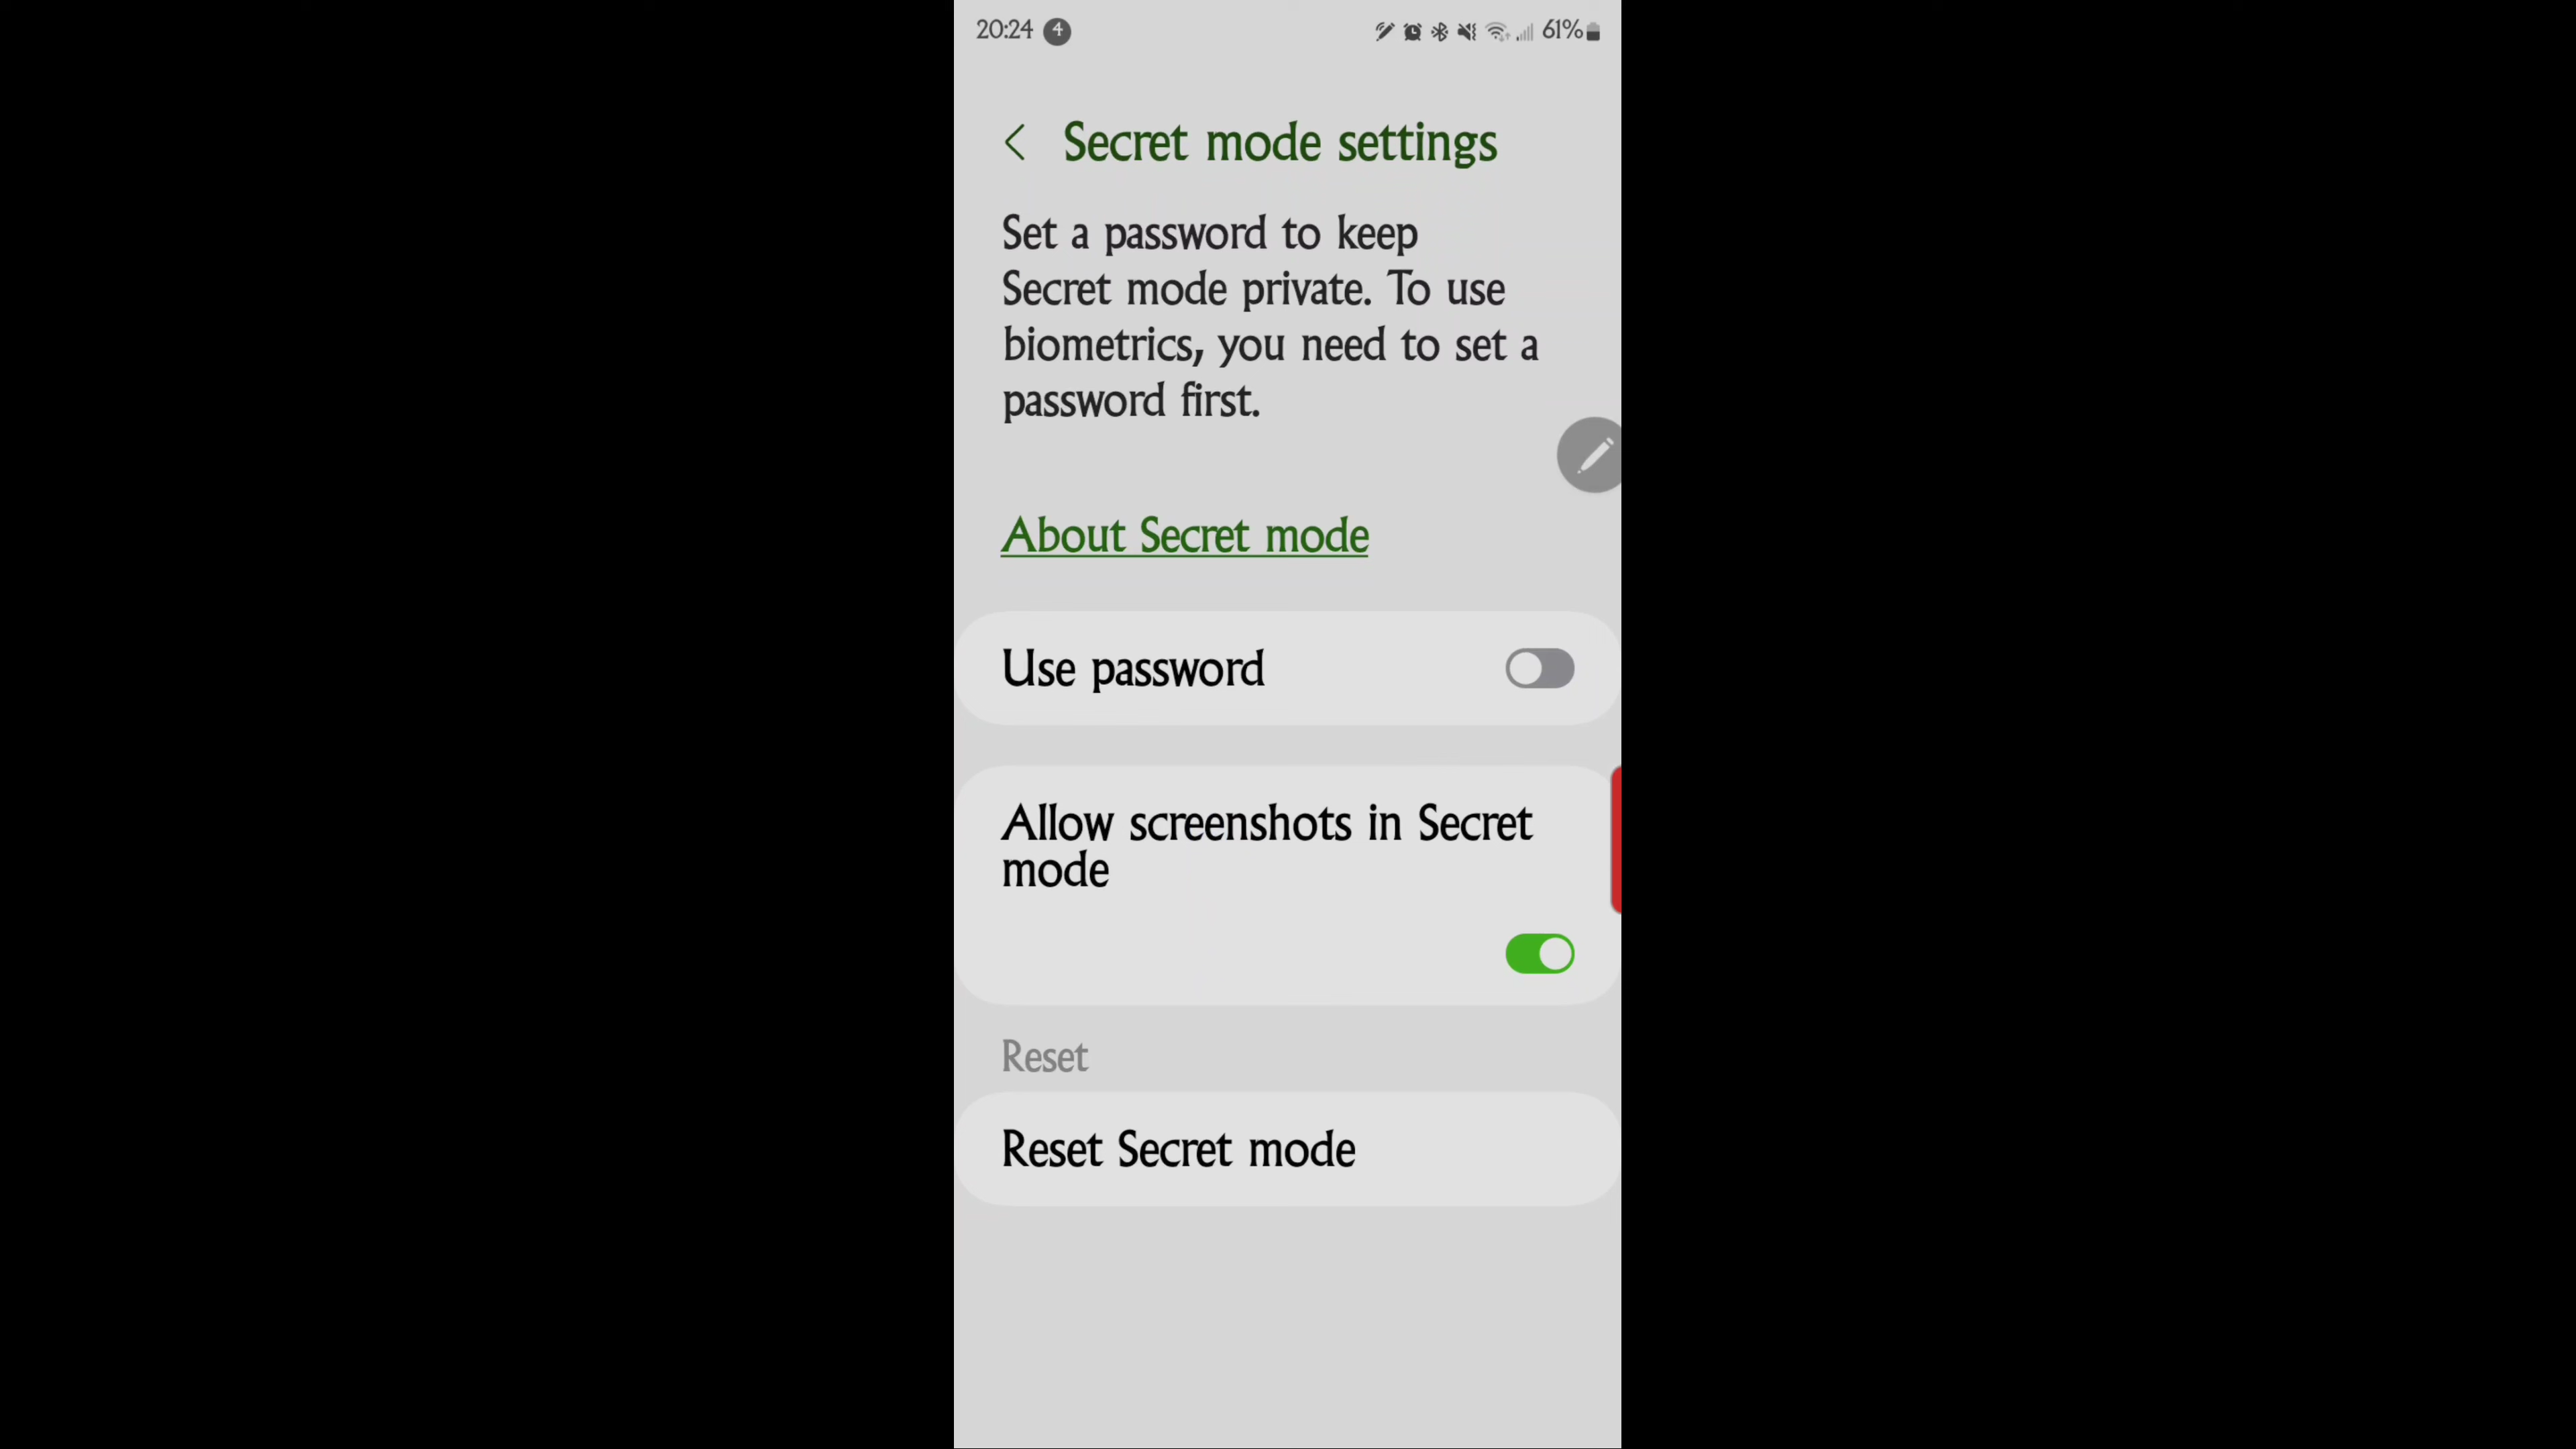 20:24 4 61%
Secret mode settings
Set a password to keep
Secret mode private. To use
biometrics, you need to set a
password first.
About Secret mode
Use password
Allow screenshots in Secret
mode
Reset
Reset Secret mode